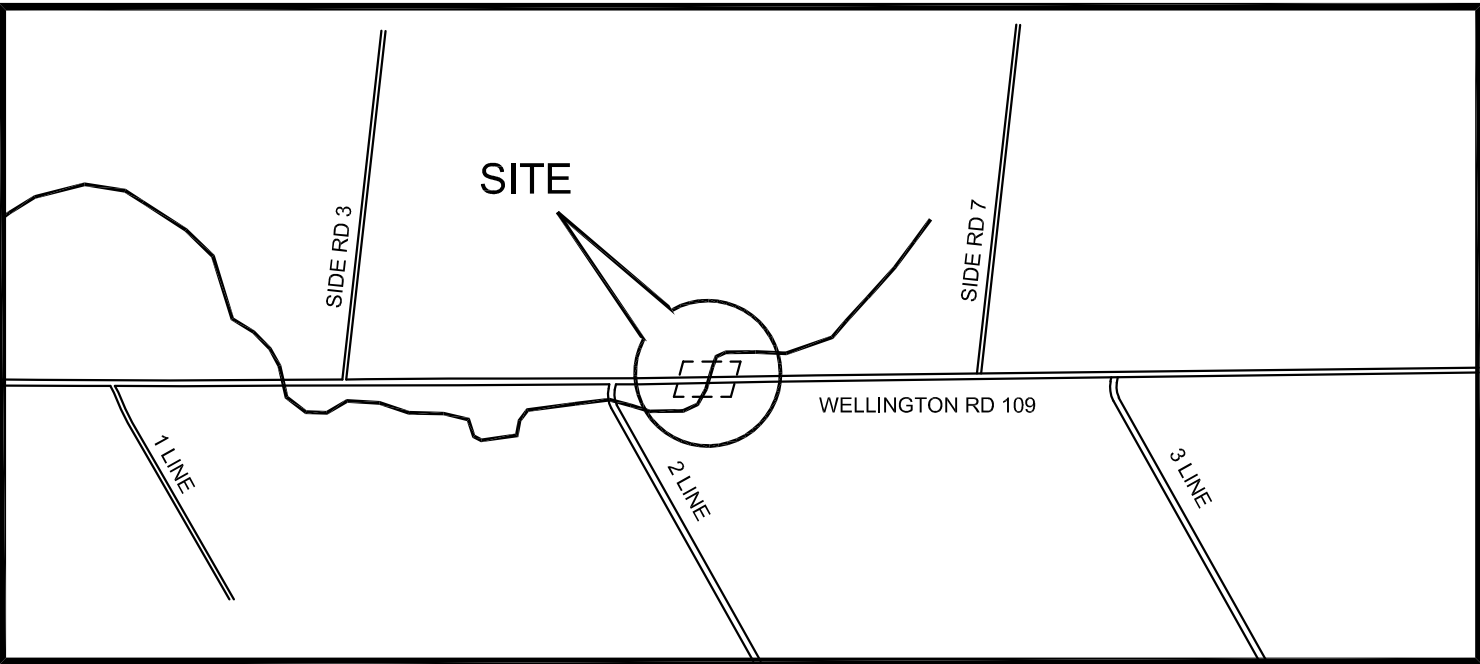 SITE
SIDE RD 3
SIDE RD 7
WELLINGTON RD 109
1 LINE
2 LINE
3 LINE